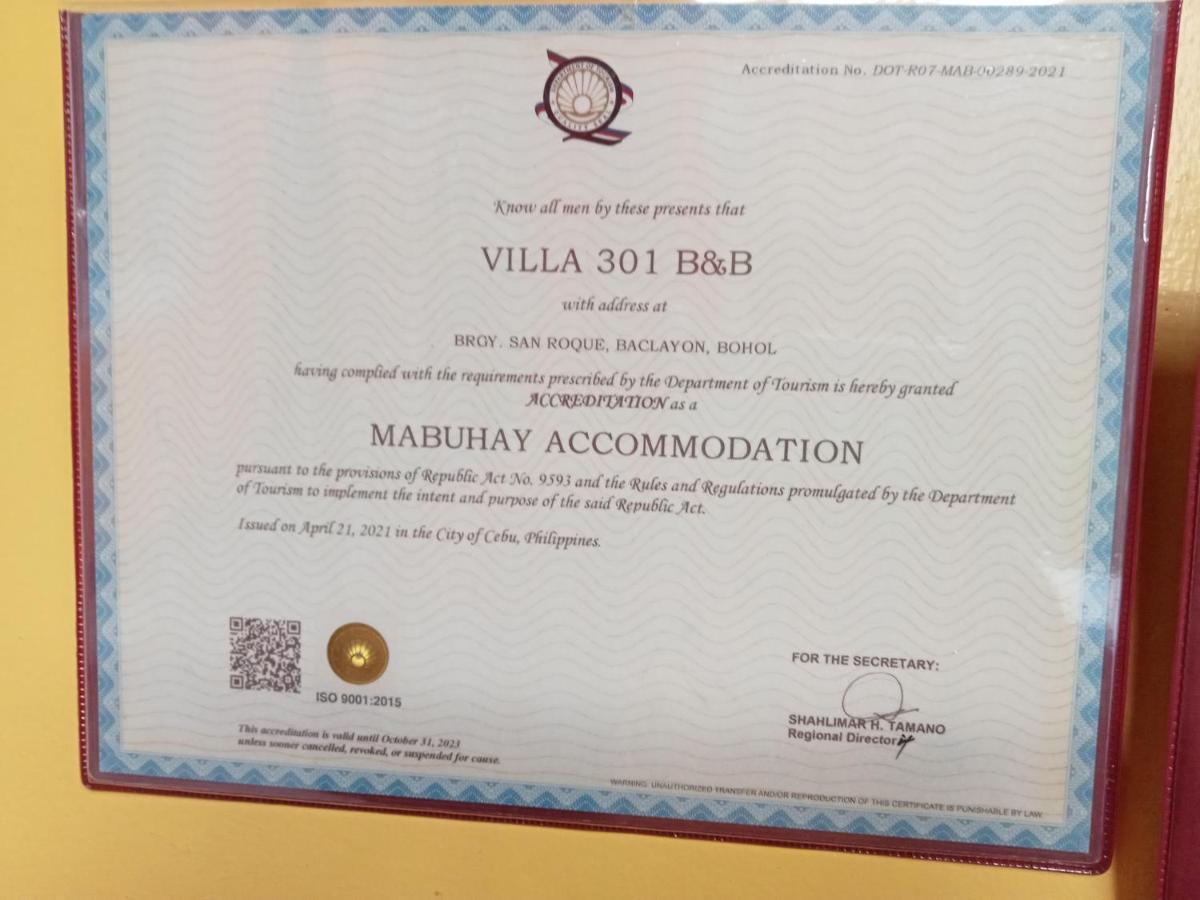 Accreditation No. DOT-R07-MAB-00289-2021
DEPARTMENT OF TOURISM
QUALITY SEAL
Know all men by these presents that
VILLA 301 B&B
with address at
BRGY. SAN ROQUE, BACLAYON, BOHOL
having complied with the requirements prescribed by the Department of Tourism is hereby granted
ACCREDITATION as a
MABUHAY ACCOMMODATION
pursuant to the provisions of Republic Act No. 9593 and the Rules and Regulations promulgated by the Department
of Tourism to implement the intent and purpose of the said Republic Act.
Issued on April 21, 2021 in the City of Cebu, Philippines.
ISO 9001:2015
This accreditation is valid until October 31, 2023
unless sooner cancelled, revoked, or suspended for cause.
FOR THE SECRETARY:
SHAHLIMAR H. TAMANO
Regional Director
WARNING: UNAUTHORIZED TRANSFER AND/OR REPRODUCTION OF THIS CERTIFICATE IS PUNISHABLE BY LAW.